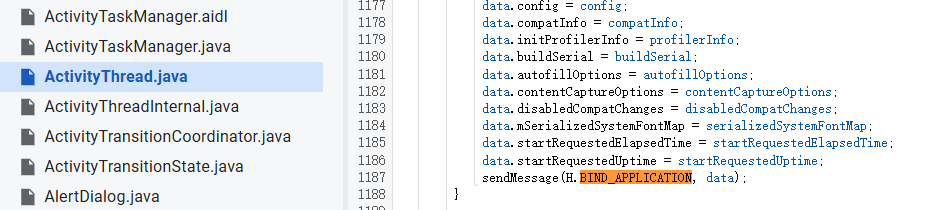 ActivityTaskManager.aidl
ActivityTaskManager.java
ActivityThread.java
ActivityThreadInternal.java
ActivityTransitionCoordinator.java
ActivityTransitionState.java
AlertDialog.java
1177 data.config = config;
1178 data.compatInfo = compatInfo;
1179 data.initProfilerInfo = profilerInfo;
1180 data.buildSerial = buildSerial;
1181 data.autofillOptions = autofillOptions;
1182 data.contentCaptureOptions = contentCaptureOptions;
1183 data.disabledCompatChanges = disabledCompatChanges;
1184 data.mSerializedSystemFontMap = serializedSystemFontMap;
1185 data.startRequestedElapsedTime = startRequestedElapsedTime;
1186 data.startRequestedUptime = startRequestedUptime;
1187 sendMessage(H.BIND_APPLICATION, data);
1188 }